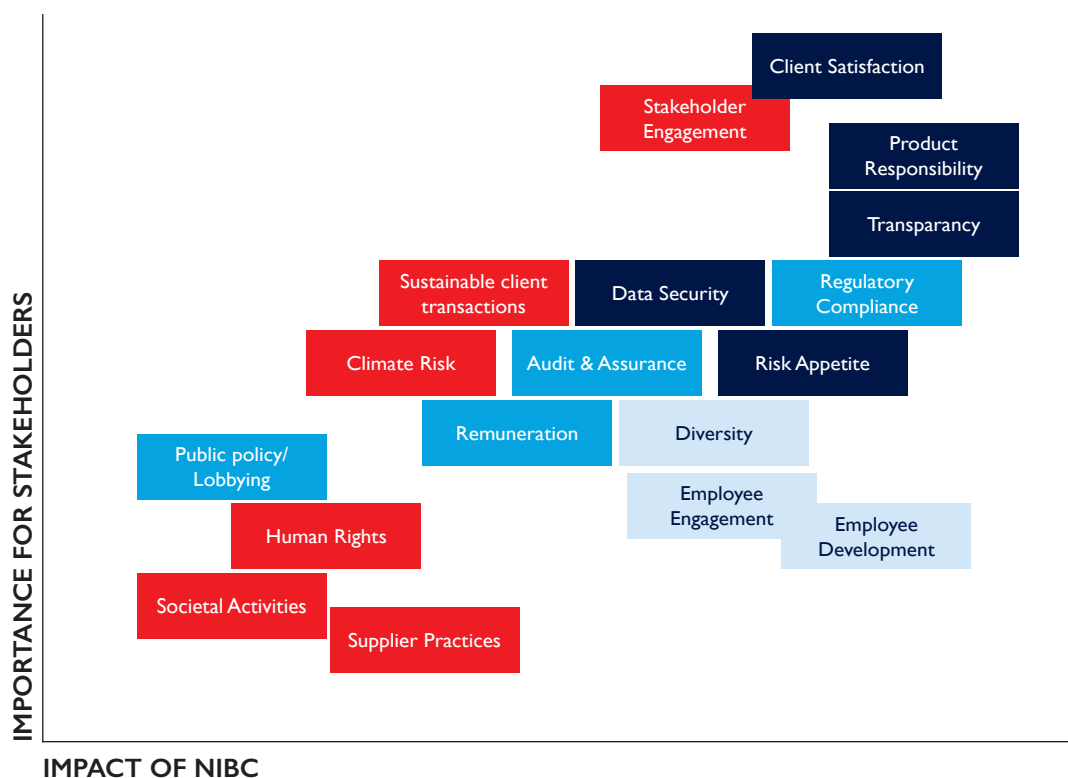 Client Satisfaction
Stakeholder
Engagement
Product
Responsibility
Transparancy
Sustainable client
transactions
Data Security
Regulatory
Compliance
Climate Risk
Audit & Assurance
Risk Appetite
Remuneration
Diversity
Public policy/
Lobbying
Employee
Engagement
Employee
Development
Human Rights
Societal Activities
Supplier Practices
IMPORTANCE FOR STAKEHOLDERS
IMPACT OF NIBC